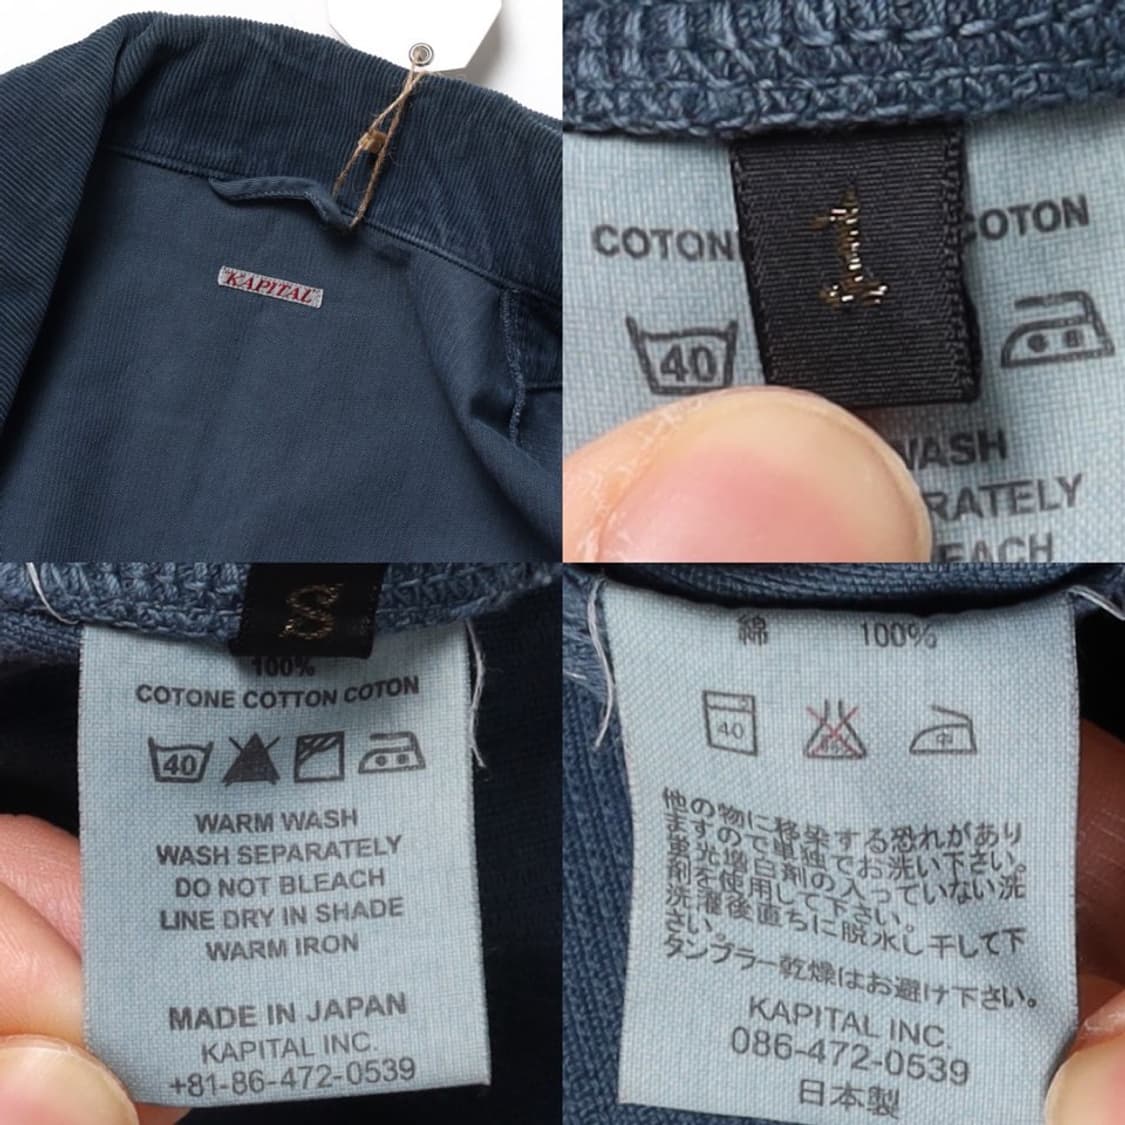 KAPITAL
1
COTON
COTON
40
WASH
RATELY
EACH
S
100%
COTONE COTTON COTON
40
WARM WASH
WASH SEPARATELY
DO NOT BLEACH
LINE DRY IN SHADE
WARM IRON
MADE IN JAPAN
KAPITAL INC.
+81-86-472-0539
綿 100%
40 中
他の物に移染する恐れがあり
ますので単独でお洗い下さい。
蛍光増白剤の入っていない洗
剤を使用して下さい。
洗濯後直ちに脱水し干して下
さい。
タンブラー乾燥はお避け下さい。
KAPITAL INC.
086-472-0539
日本製